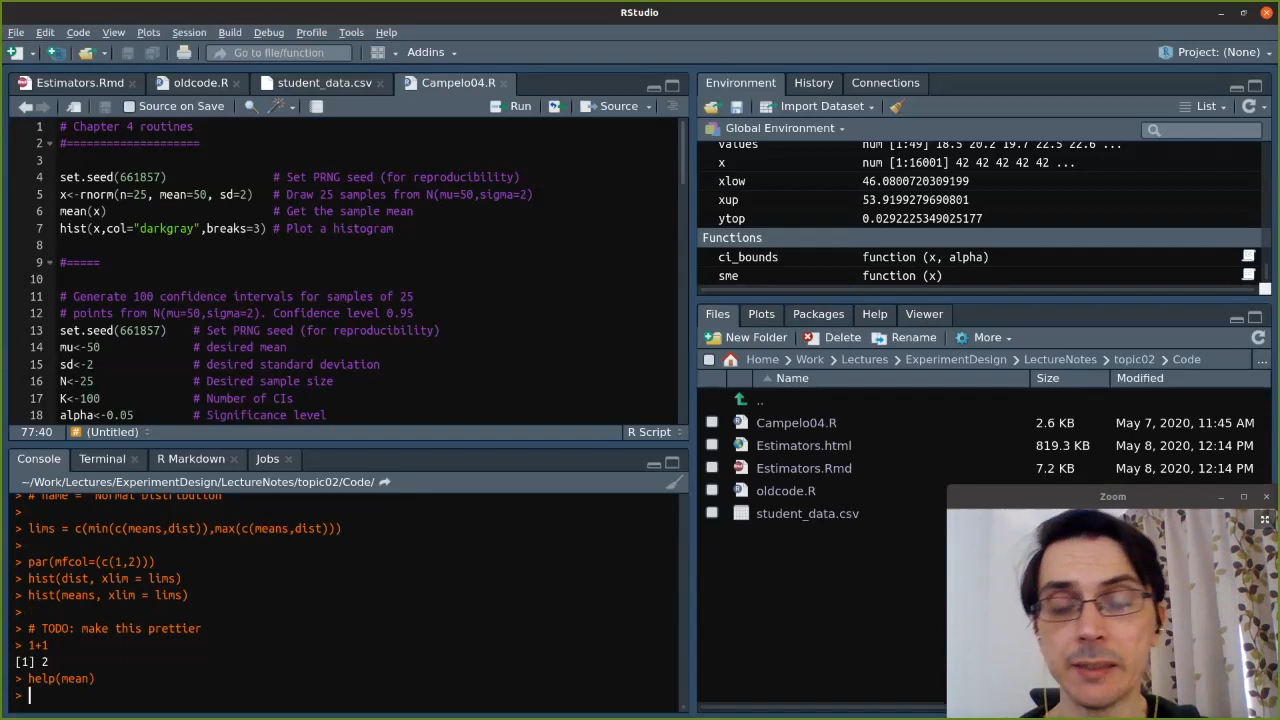 RStudio
File Edit Code View Plots Session Build Debug Profile Tools Help
Go to file/function Addins Project: (None)
Estimators.Rmd oldcode.R student_data.csv Campelo04.R
Source on Save Run Source
1 # Chapter 4 routines
2 #====================
3
4 set.seed(661857) # Set PRNG seed (for reproducibility)
5 x<-rnorm(n=25, mean=50, sd=2) # Draw 25 samples from N(mu=50,sigma=2)
6 mean(x) # Get the sample mean
7 hist(x,col="darkgray",breaks=3) # Plot a histogram
8
9 #=====
10
11 # Generate 100 confidence intervals for samples of 25
12 # points from N(mu=50,sigma=2). Confidence level 0.95
13 set.seed(661857) # Set PRNG seed (for reproducibility)
14 mu<-50 # desired mean
15 sd<-2 # desired standard deviation
16 N<-25 # Desired sample size
17 K<-100 # Number of CIs
18 alpha<-0.05 # Significance level
77:40 # (Untitled) R Script
Console Terminal R Markdown Jobs
~/Work/Lectures/ExperimentDesign/LectureNotes/topic02/Code/
> # name = "Normal Distribution"
>
> lims = c(min(c(means,dist)),max(c(means,dist)))
>
> par(mfcol=(c(1,2)))
> hist(dist, xlim = lims)
> hist(means, xlim = lims)
>
> # TODO: make this prettier
> 1+1
[1] 2
> help(mean)
>
Environment History Connections
Import Dataset List
Global Environment
values num [1:49] 18.5 20.2 19.7 22.5 22.6 ...
x num [1:16001] 42 42 42 42 42 ...
xlow 46.0800720309199
xup 53.9199279690801
ytop 0.0292225349025177
Functions
ci_bounds function (x, alpha)
sme function (x)
Files Plots Packages Help Viewer
New Folder Delete Rename More
Home Work Lectures ExperimentDesign LectureNotes topic02 Code ...
Name Size Modified
..
Campelo04.R 2.6 KB May 7, 2020, 11:45 AM
Estimators.html 819.3 KB May 8, 2020, 12:14 PM
Estimators.Rmd 7.2 KB May 8, 2020, 12:14 PM
oldcode.R
student_data.csv
Zoom